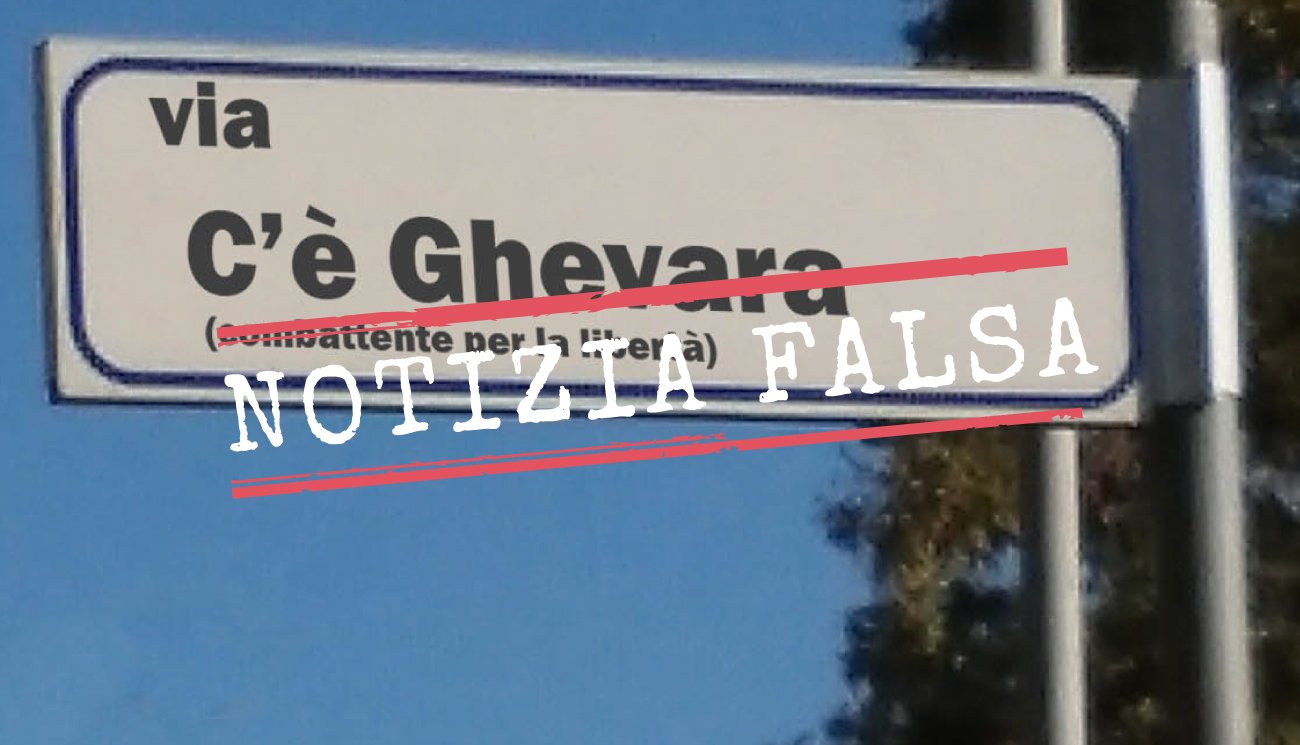 via
C'è Ghevara
(combattente per la libertà)
NOTIZIA FALSA